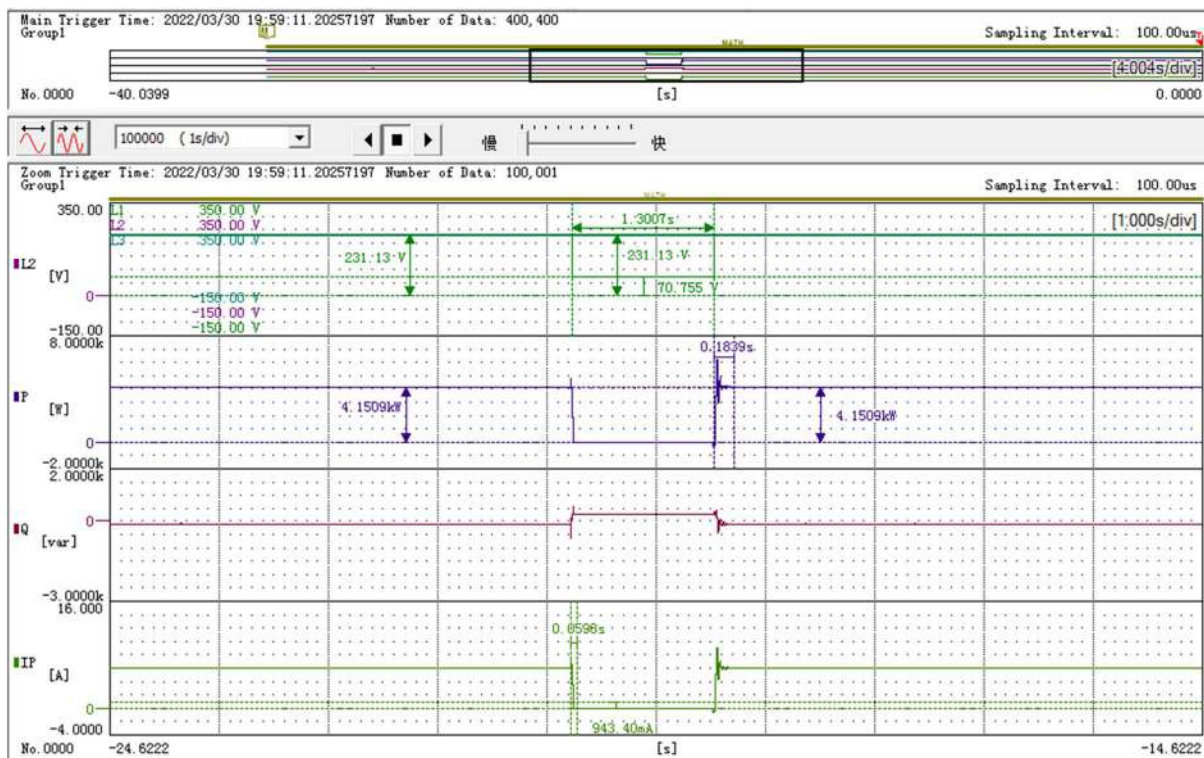 Main Trigger Time: 2022/03/30 19:59:11.20257197 Number of Data: 400,400
Group1
Sampling Interval: 100.00us
MATH
[4.004s/div]
No.0000 -40.0399 [s] 0.0000
100000 ( 1s/div) 慢 快
Zoom Trigger Time: 2022/03/30 19:59:11.20257197 Number of Data: 100,001
Group1
Sampling Interval: 100.00us
MATH
350.00 L1 350.00 V
L2 350.00 V
L3 350.00 V
1.3007s
[1.000s/div]
L2
[V]
231.13 V
231.13 V
70.755 V
0
-150.00 V
-150.00 V
-150.00 V
-150.00
8.0000k
0.1839s
P
[W]
4.1509kW
4.1509kW
0
-2.0000k
2.0000k
0
Q
[var]
-3.0000k
16.000
IP
[A]
0
943.40mA
-4.0000
No.0000 -24.6222 [s] -14.6222